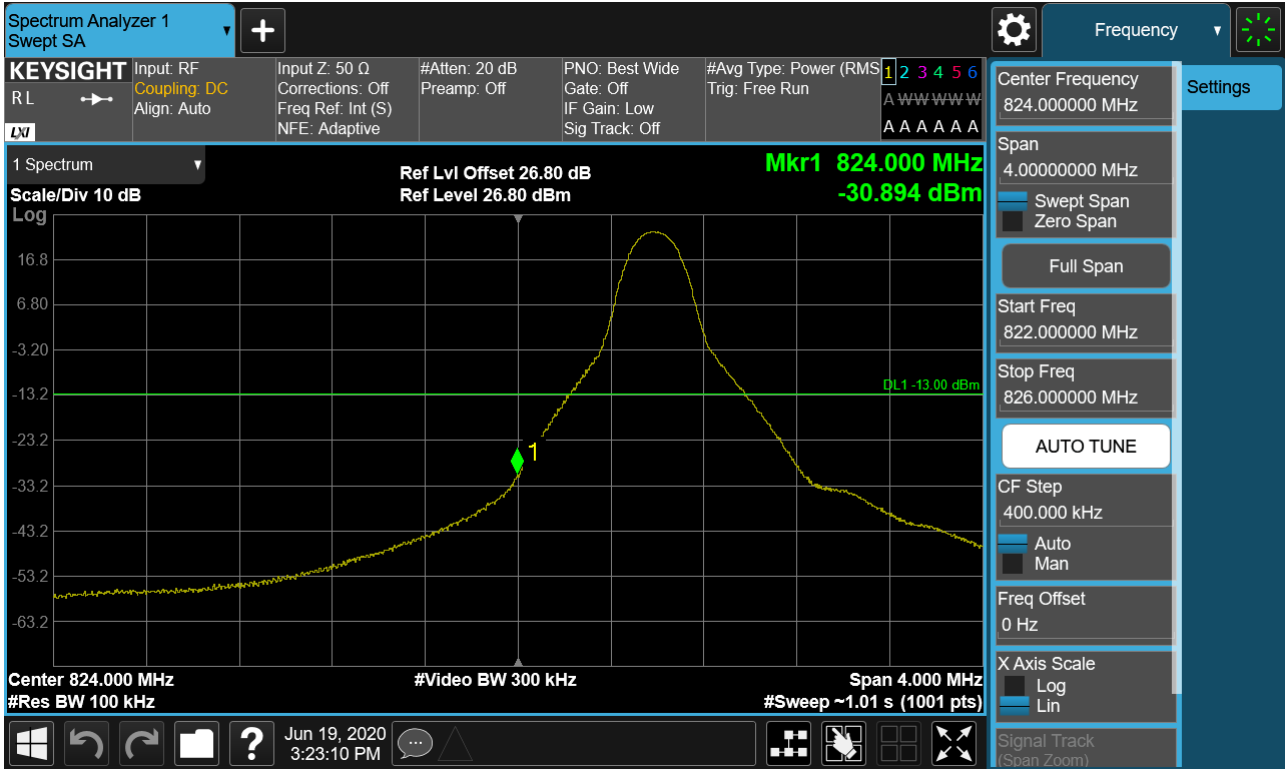 Spectrum Analyzer 1
Swept SA
Frequency
KEYSIGHT
R L
LXI
Input: RF
Coupling: DC
Align: Auto
Input Z: 50 Ω
Corrections: Off
Freq Ref: Int (S)
NFE: Adaptive
#Atten: 20 dB
Preamp: Off
PNO: Best Wide
Gate: Off
IF Gain: Low
Sig Track: Off
#Avg Type: Power (RMS
Trig: Free Run
1 2 3 4 5 6
A W W W W W
A A A A A A
1 Spectrum
Scale/Div 10 dB
Log
Ref Lvl Offset 26.80 dB
Ref Level 26.80 dBm
Mkr1 824.000 MHz
-30.894 dBm
16.8
6.80
-3.20
-13.2
-23.2
-33.2
-43.2
-53.2
-63.2
DL1 -13.00 dBm
1
Center 824.000 MHz
#Res BW 100 kHz
#Video BW 300 kHz
Span 4.000 MHz
#Sweep ~1.01 s (1001 pts)
Center Frequency
824.000000 MHz
Span
4.00000000 MHz
Swept Span
Zero Span
Full Span
Start Freq
822.000000 MHz
Stop Freq
826.000000 MHz
AUTO TUNE
CF Step
400.000 kHz
Auto
Man
Freq Offset
0 Hz
X Axis Scale
Log
Lin
Signal Track
(Span Zoom)
Settings
?
Jun 19, 2020
3:23:10 PM